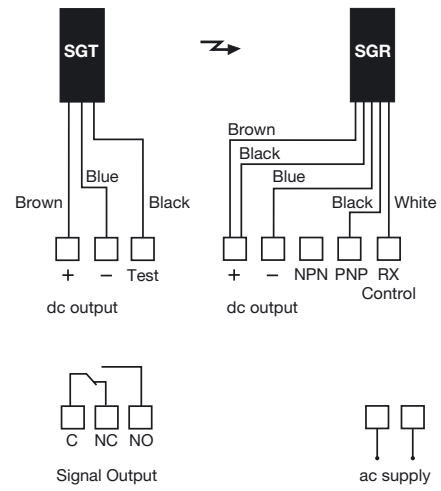 SGT
SGR
Brown
Black
Blue
Blue
Brown
Black
Black
White
+ – Test
+ – NPN PNP RX
Control
dc output
dc output
C NC NO
Signal Output
ac supply